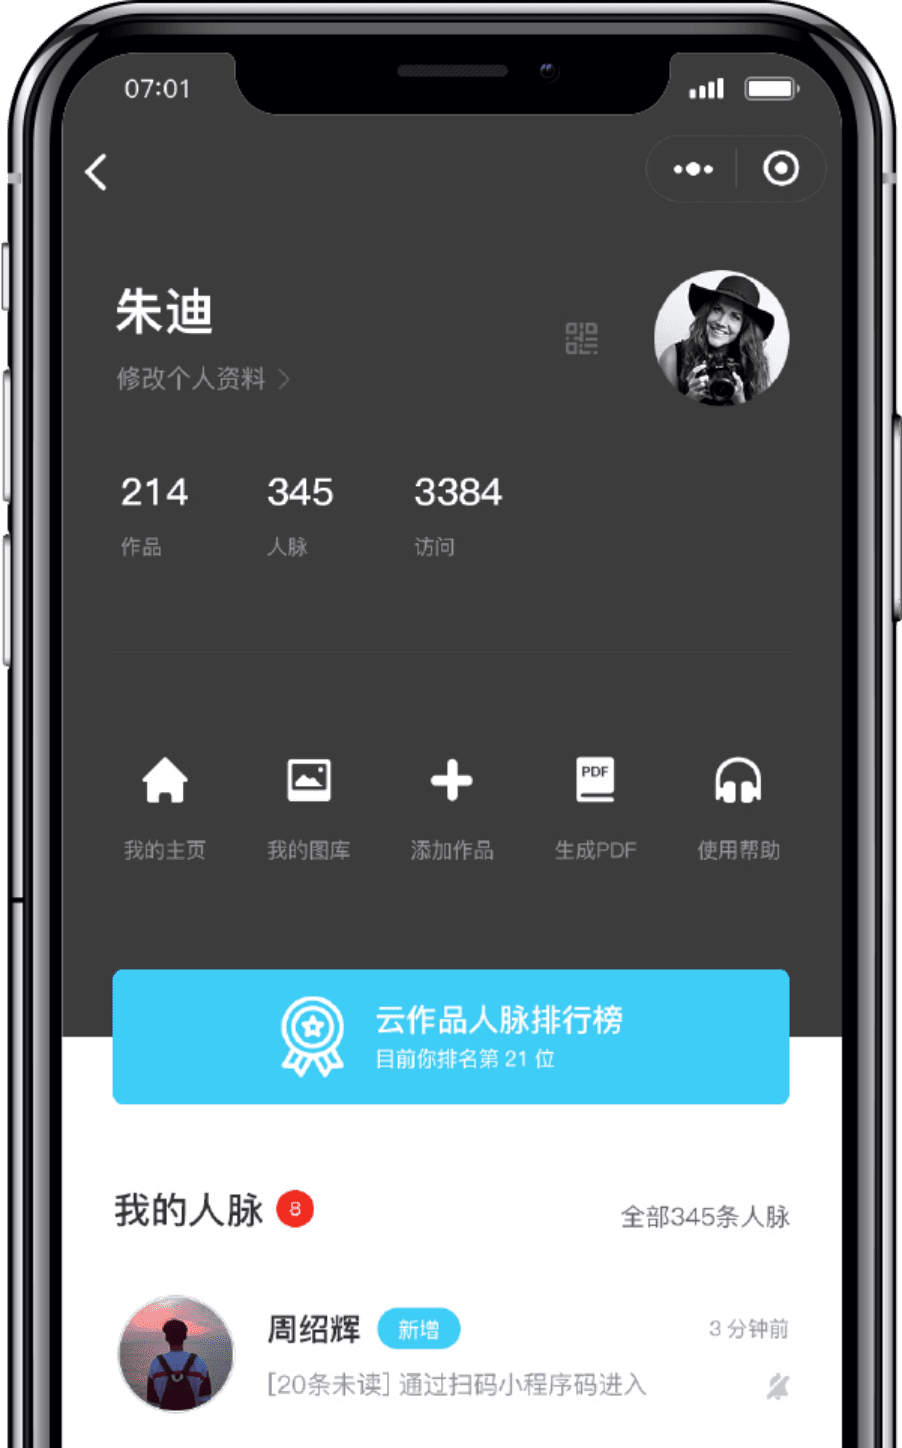 07:01
朱迪
修改个人资料
214 345 3384
作品 人脉 访问
PDF
我的主页 我的图库 添加作品 生成PDF 使用帮助
云作品人脉排行榜
目前你排名第 21 位
我的人脉 8 全部345条人脉
周绍辉 新增 3 分钟前
[20条未读] 通过扫码小程序码进入